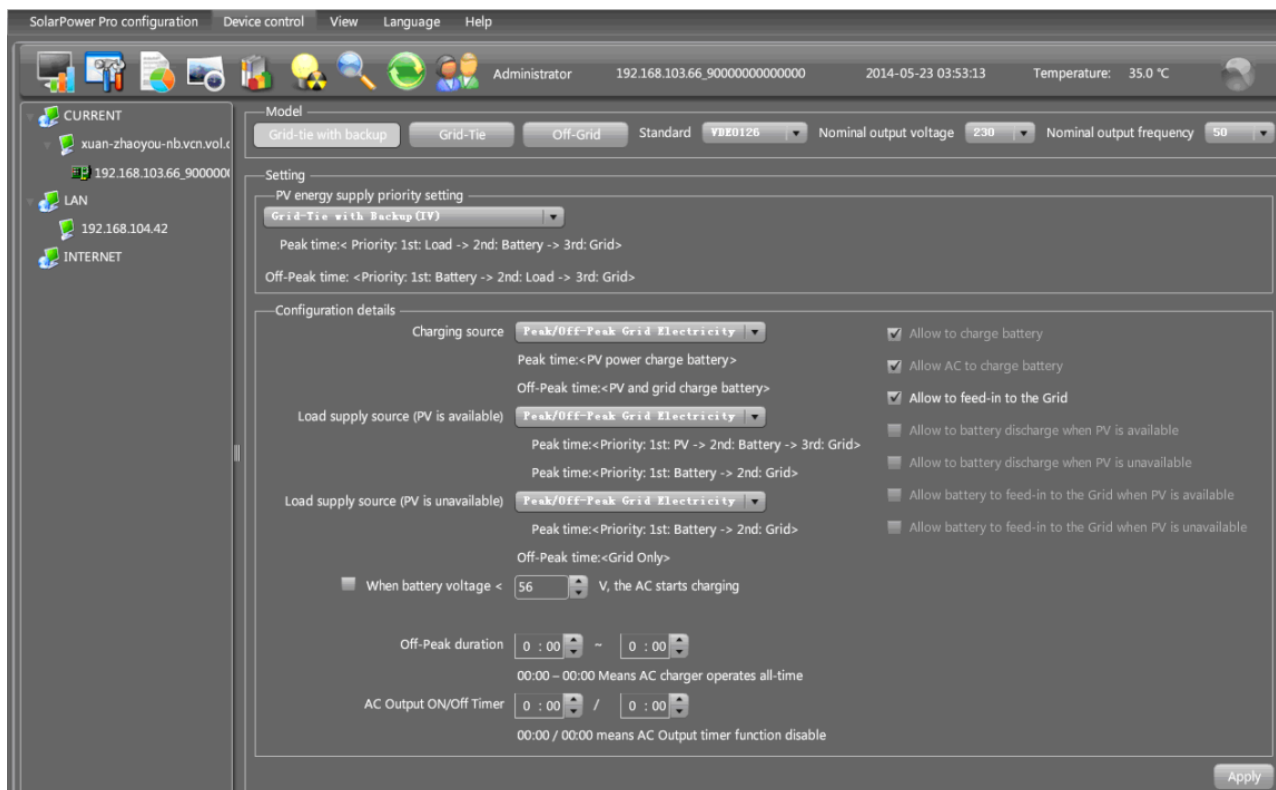 SolarPower Pro configuration Device control View Language Help
Administrator 192.168.103.66_90000000000000 2014-05-23 03:53:13 Temperature: 35.0 ℃
CURRENT
xuan-zhaoyou-nb.vcn.vol.c
192.168.103.66_9000000
LAN
192.168.104.42
INTERNET
Model
Grid-tie with backup Grid-Tie Off-Grid Standard VDE0126 Nominal output voltage 230 Nominal output frequency 50
Setting
PV energy supply priority setting
Grid-Tie with Backup(IV)
Peak time:< Priority: 1st: Load -> 2nd: Battery -> 3rd: Grid>
Off-Peak time: <Priority: 1st: Battery -> 2nd: Load -> 3rd: Grid>
Configuration details
Charging source Peak/Off-Peak Grid Electricity
Peak time:<PV power charge battery>
Off-Peak time:<PV and grid charge battery>
Load supply source (PV is available) Peak/Off-Peak Grid Electricity
Peak time:<Priority: 1st: PV -> 2nd: Battery -> 3rd: Grid>
Peak time:<Priority: 1st: Battery -> 2nd: Grid>
Load supply source (PV is unavailable) Peak/Off-Peak Grid Electricity
Peak time:<Priority: 1st: Battery -> 2nd: Grid>
Off-Peak time:<Grid Only>
When battery voltage < 56 V, the AC starts charging
Off-Peak duration 0 : 00 ~ 0 : 00
00:00 – 00:00 Means AC charger operates all-time
AC Output ON/Off Timer 0 : 00 / 0 : 00
00:00 / 00:00 means AC Output timer function disable
Allow to charge battery
Allow AC to charge battery
Allow to feed-in to the Grid
Allow to battery discharge when PV is available
Allow to battery discharge when PV is unavailable
Allow battery to feed-in to the Grid when PV is available
Allow battery to feed-in to the Grid when PV is unavailable
Apply